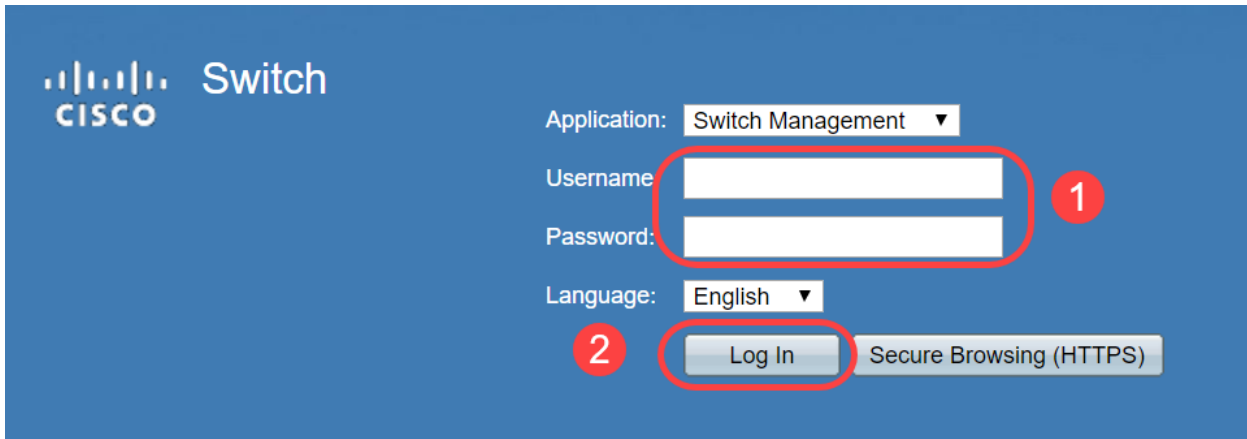 CISCO Switch
Application: Switch Management
Username
1
Password:
Language: English
2 Log In Secure Browsing (HTTPS)